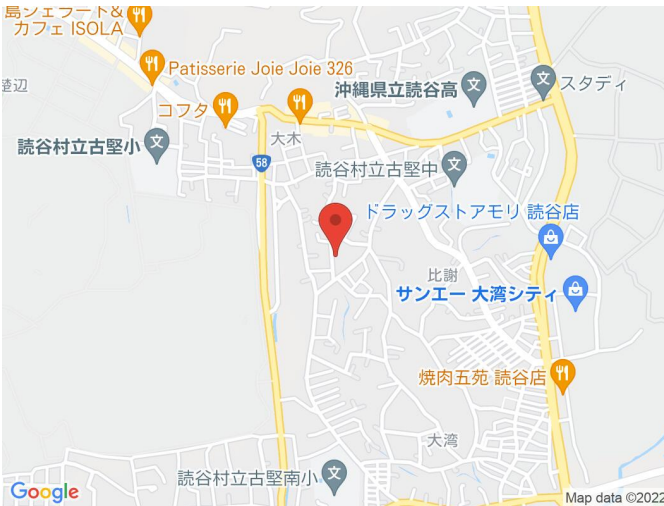 島ジェラート&
カフェ ISOLA
楚辺
Patisserie Joie Joie 326
コフタ
沖縄県立読谷高
スタディ
大木
読谷村立古堅小
58
読谷村立古堅中
ドラッグストアモリ 読谷店
比謝
サンエー 大湾シティ
焼肉五苑 読谷店
大湾
読谷村立古堅南小
Google
Map data ©2022